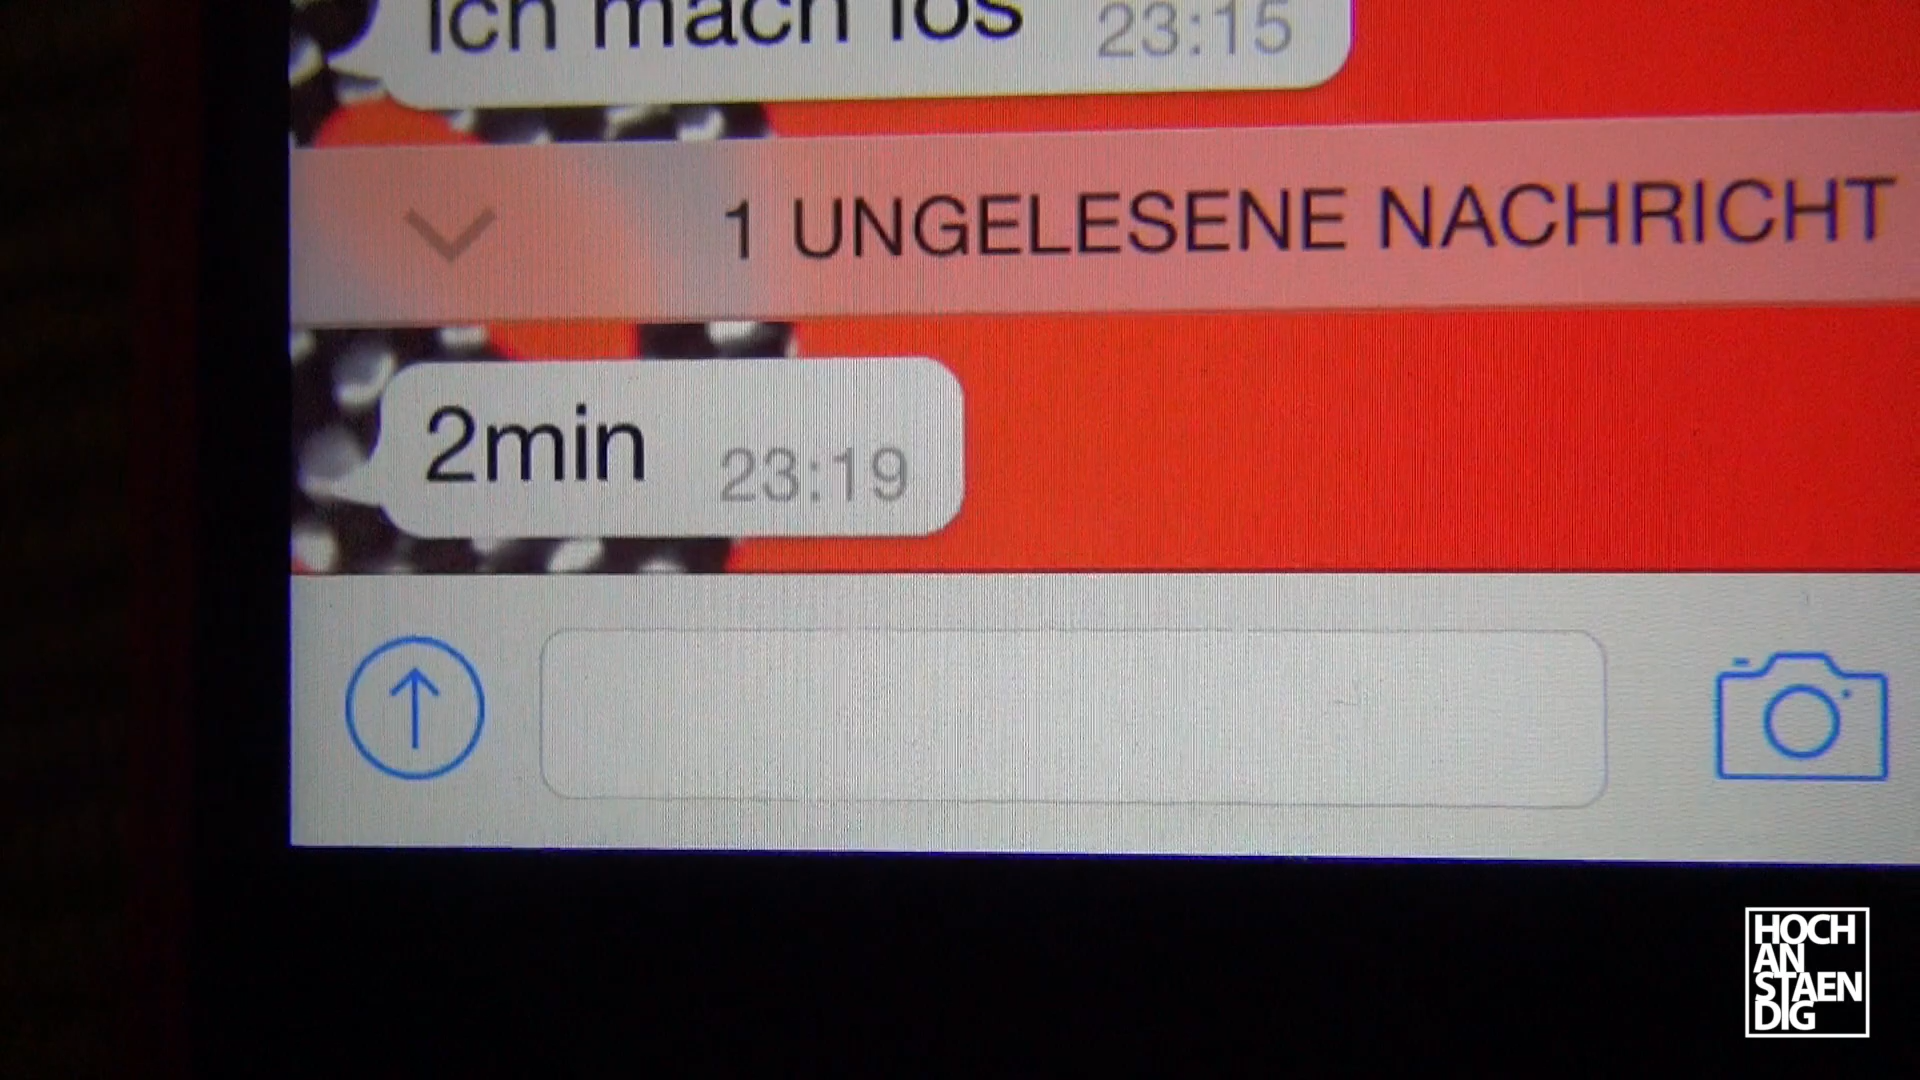 ich mach los 23:15
1 UNGELESENE NACHRICHT
2min 23:19
HOCH
AN
STAEN
DIG